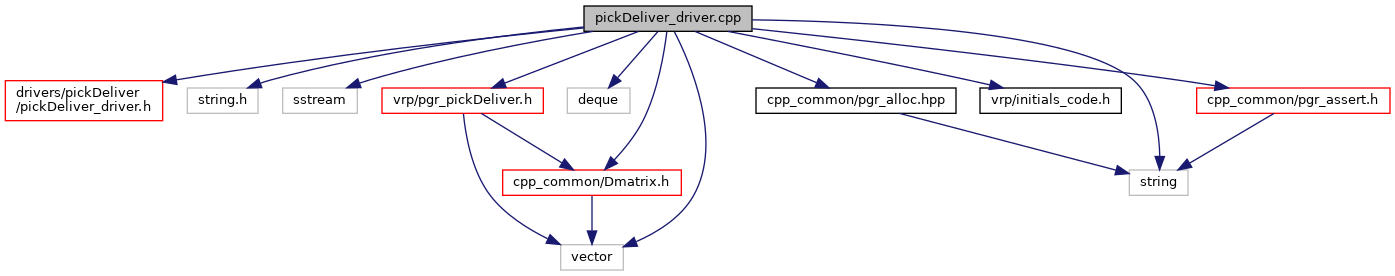 pickDeliver_driver.cpp
drivers/pickDeliver
/pickDeliver_driver.h
string.h
sstream
vrp/pgr_pickDeliver.h
deque
cpp_common/pgr_alloc.hpp
vrp/initials_code.h
cpp_common/pgr_assert.h
cpp_common/Dmatrix.h
string
vector